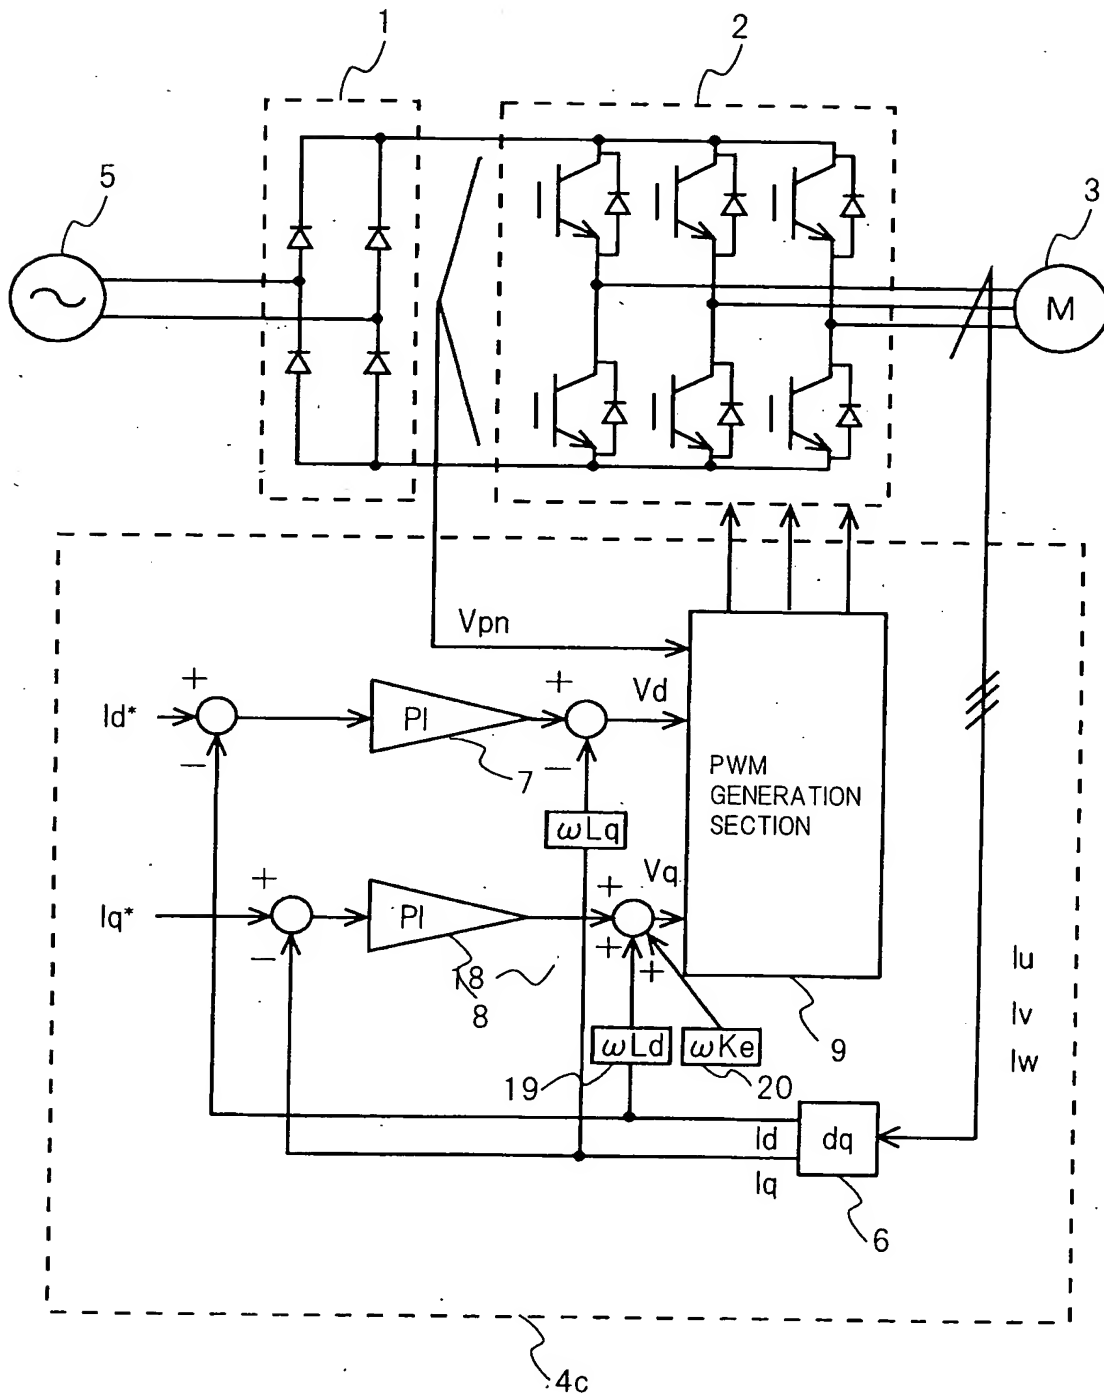 1
2
5
3
M
Vpn
Id*
+
−
PI
7
+
−
Vd
ωLq
PWM
GENERATION
SECTION
Iq*
+
−
PI
8
18
Vq
+
+
+
ωLd
19
ωKe
20
9
Iu
Iv
Iw
Id
Iq
dq
6
4c